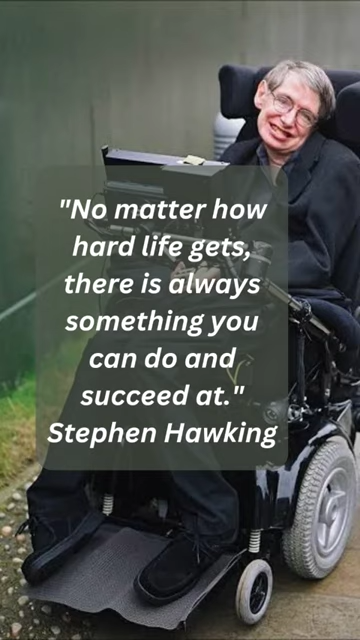 "No matter how
hard life gets,
there is always
something you
can do and
succeed at."
Stephen Hawking